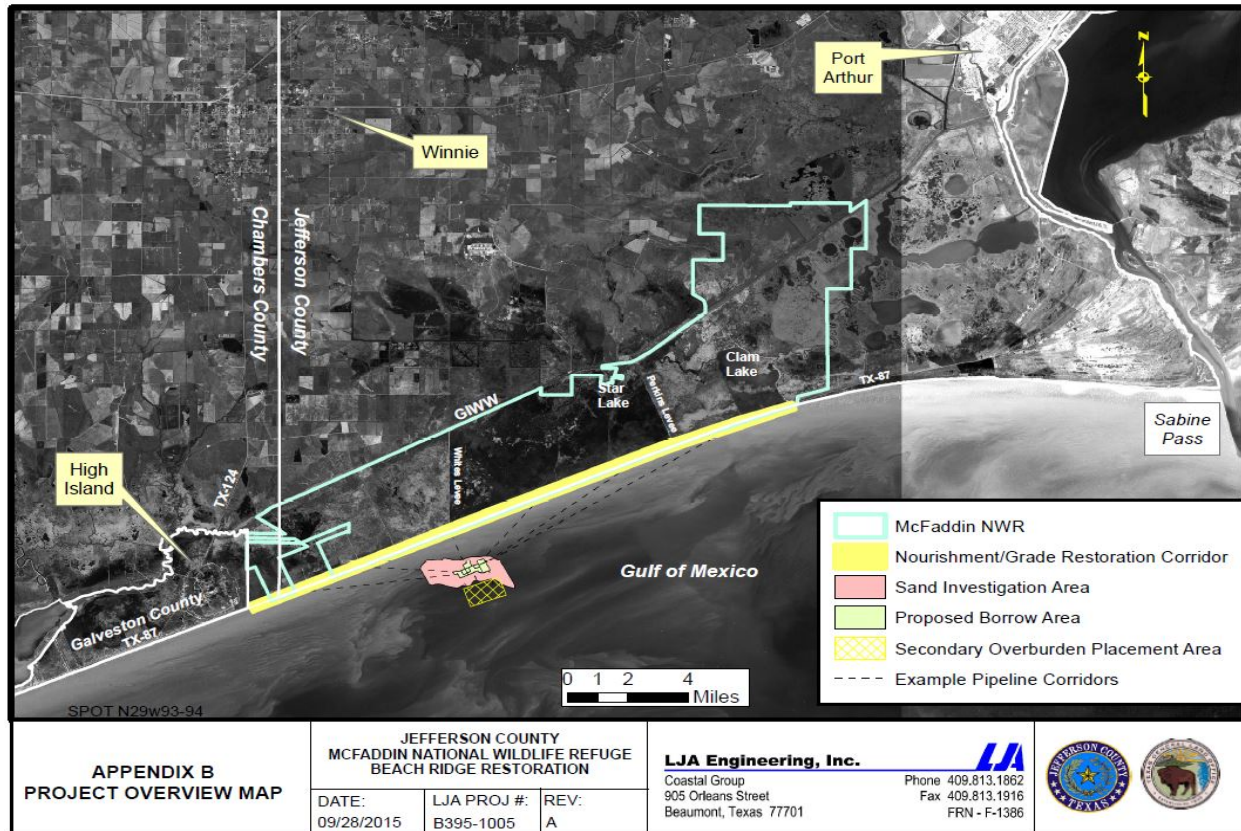 Port
Arthur
Z
Winnie
Chambers County
Jefferson County
Clam
Lake
Star
Lake
Perkins Levee
TX-87
GIWW
Whites Levee
Sabine
Pass
High
Island
TX-124
Gulf of Mexico
Galveston County
TX-87
McFaddin NWR
Nourishment/Grade Restoration Corridor
Sand Investigation Area
Proposed Borrow Area
Secondary Overburden Placement Area
Example Pipeline Corridors
0 1 2 4
Miles
SPOT N29w93-94
APPENDIX B
PROJECT OVERVIEW MAP
JEFFERSON COUNTY
MCFADDIN NATIONAL WILDLIFE REFUGE
BEACH RIDGE RESTORATION
DATE:
09/28/2015
LJA PROJ #:
B395-1005
REV:
A
LJA Engineering, Inc.
Coastal Group
905 Orleans Street
Beaumont, Texas 77701
LJA
Phone 409.813.1862
Fax 409.813.1916
FRN - F-1386
JEFFERSON COUNTY
TEXAS